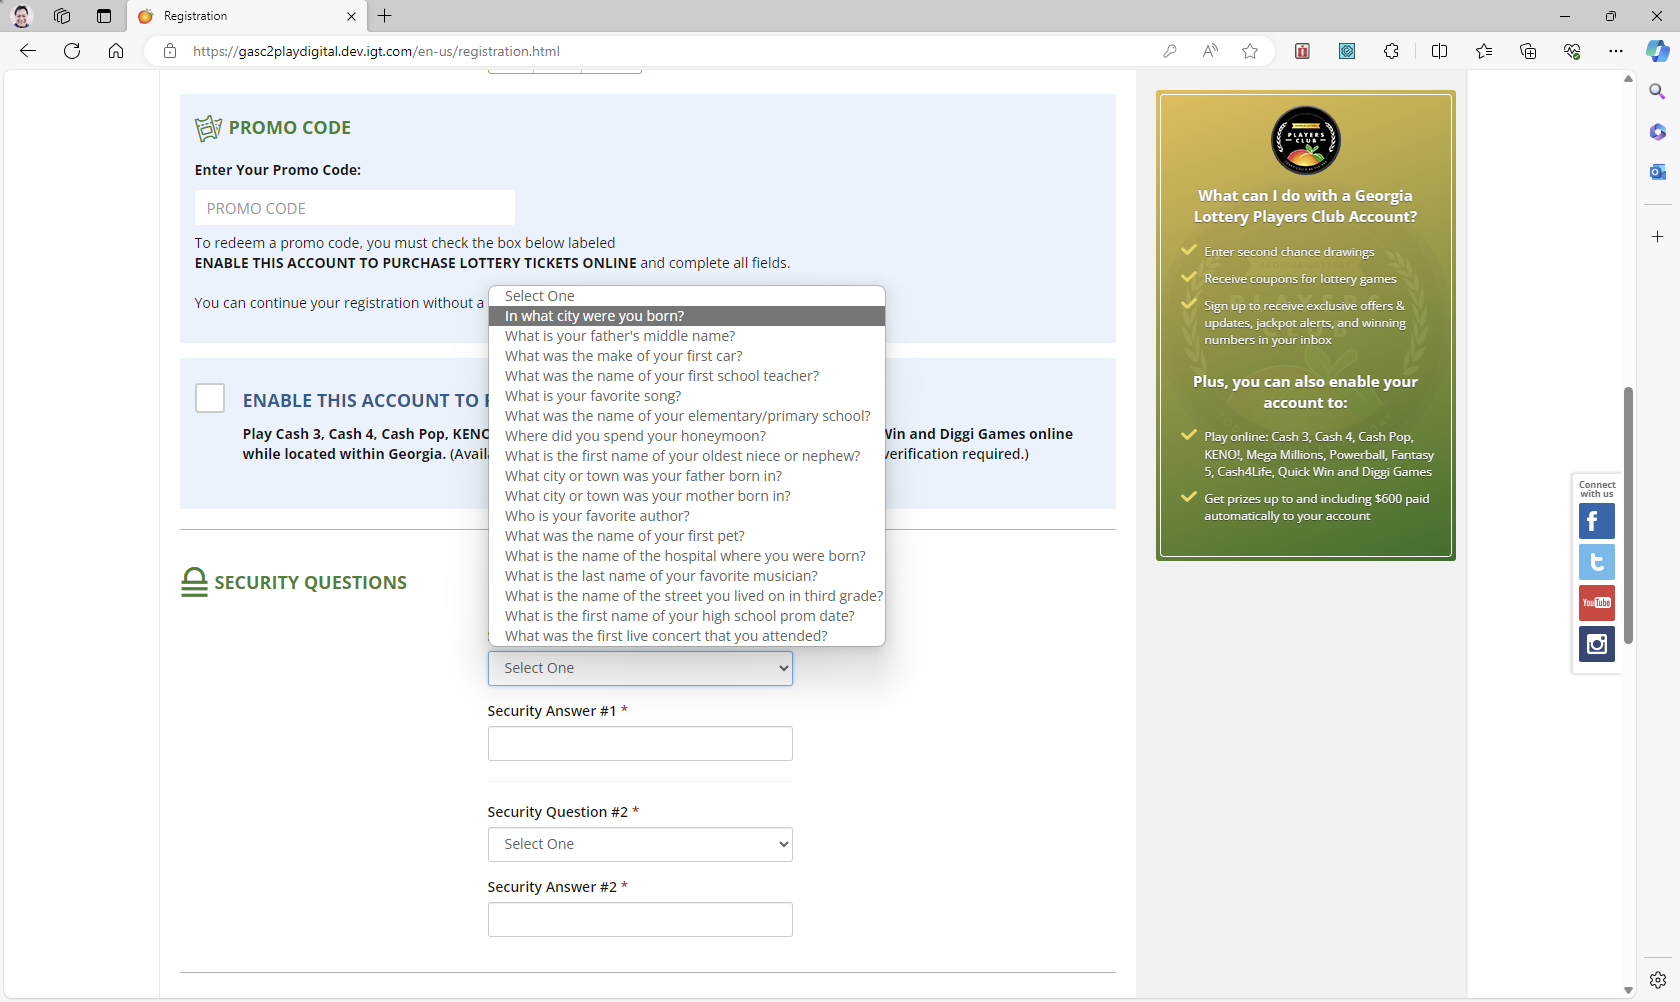 Registration
https://gasc2playdigital.dev.igt.com/en-us/registration.html
PROMO CODE
Enter Your Promo Code:
PROMO CODE
To redeem a promo code, you must check the box below labeled
ENABLE THIS ACCOUNT TO PURCHASE LOTTERY TICKETS ONLINE and complete all fields.
You can continue your registration without a
Select One
In what city were you born?
What is your father's middle name?
What was the make of your first car?
What was the name of your first school teacher?
What is your favorite song?
What was the name of your elementary/primary school?
Where did you spend your honeymoon?
What is the first name of your oldest niece or nephew?
What city or town was your father born in?
What city or town was your mother born in?
Who is your favorite author?
What was the name of your first pet?
What is the name of the hospital where you were born?
What is the last name of your favorite musician?
What is the name of the street you lived on in third grade?
What is the first name of your high school prom date?
What was the first live concert that you attended?
ENABLE THIS ACCOUNT TO
Play Cash 3, Cash 4, Cash Pop, KENO Win and Diggi Games online
while located within Georgia. (Avail verification required.)
SECURITY QUESTIONS
Select One
Security Answer #1 *
Security Question #2 *
Select One
Security Answer #2 *
PLAYERS
CLUB
What can I do with a Georgia
Lottery Players Club Account?
Enter second chance drawings
Receive coupons for lottery games
Sign up to receive exclusive offers &
updates, jackpot alerts, and winning
numbers in your inbox
Plus, you can also enable your
account to:
Play online: Cash 3, Cash 4, Cash Pop,
KENO!, Mega Millions, Powerball, Fantasy
5, Cash4Life, Quick Win and Diggi Games
Get prizes up to and including $600 paid
automatically to your account
Connect
with us
YouTube